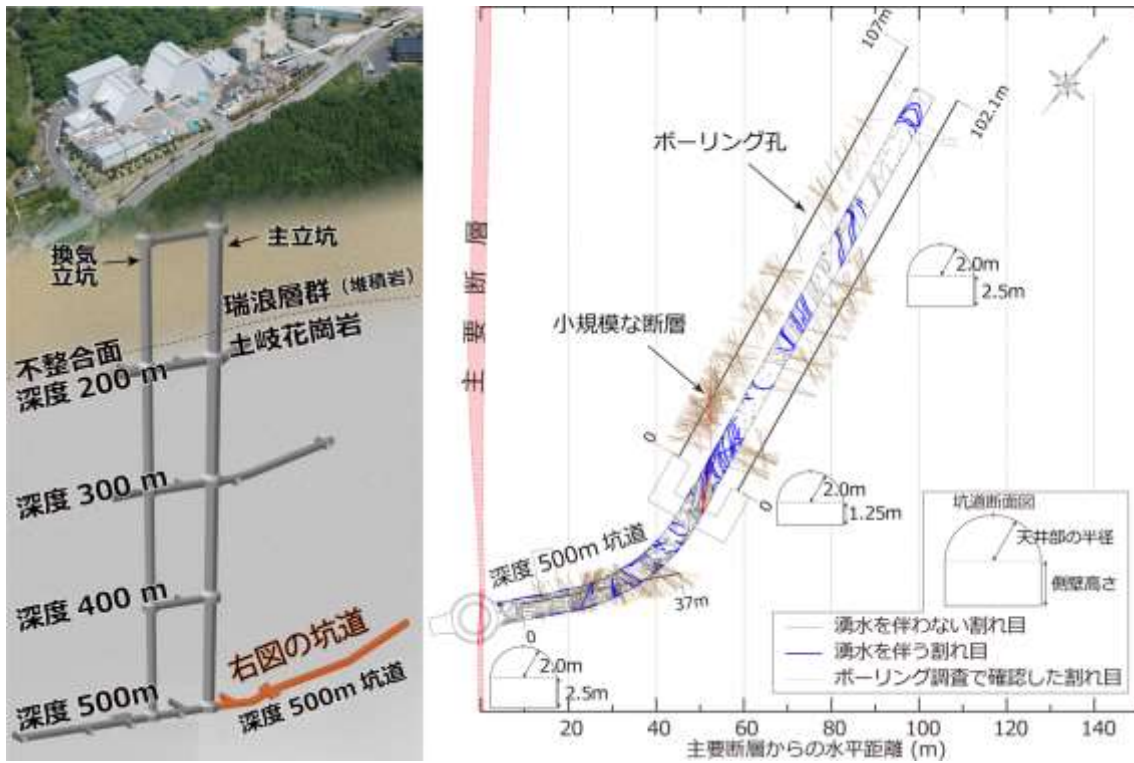 換気
立坑
主立坑
瑞浪層群（堆積岩）
不整合面
土岐花崗岩
深度 200 m
深度 300 m
深度 400 m
深度 500m
右図の坑道
深度 500m 坑道
主要断層
107m
102.1m
ボーリング孔
小規模な断層
2.0m
2.5m
0
0
2.0m
1.25m
深度 500m 坑道
37m
0
2.0m
2.5m
坑道断面図
天井部の半径
側壁高さ
湧水を伴わない割れ目
湧水を伴う割れ目
ボーリング調査で確認した割れ目
20 40 60 80 100 120 140
主要断層からの水平距離 (m)